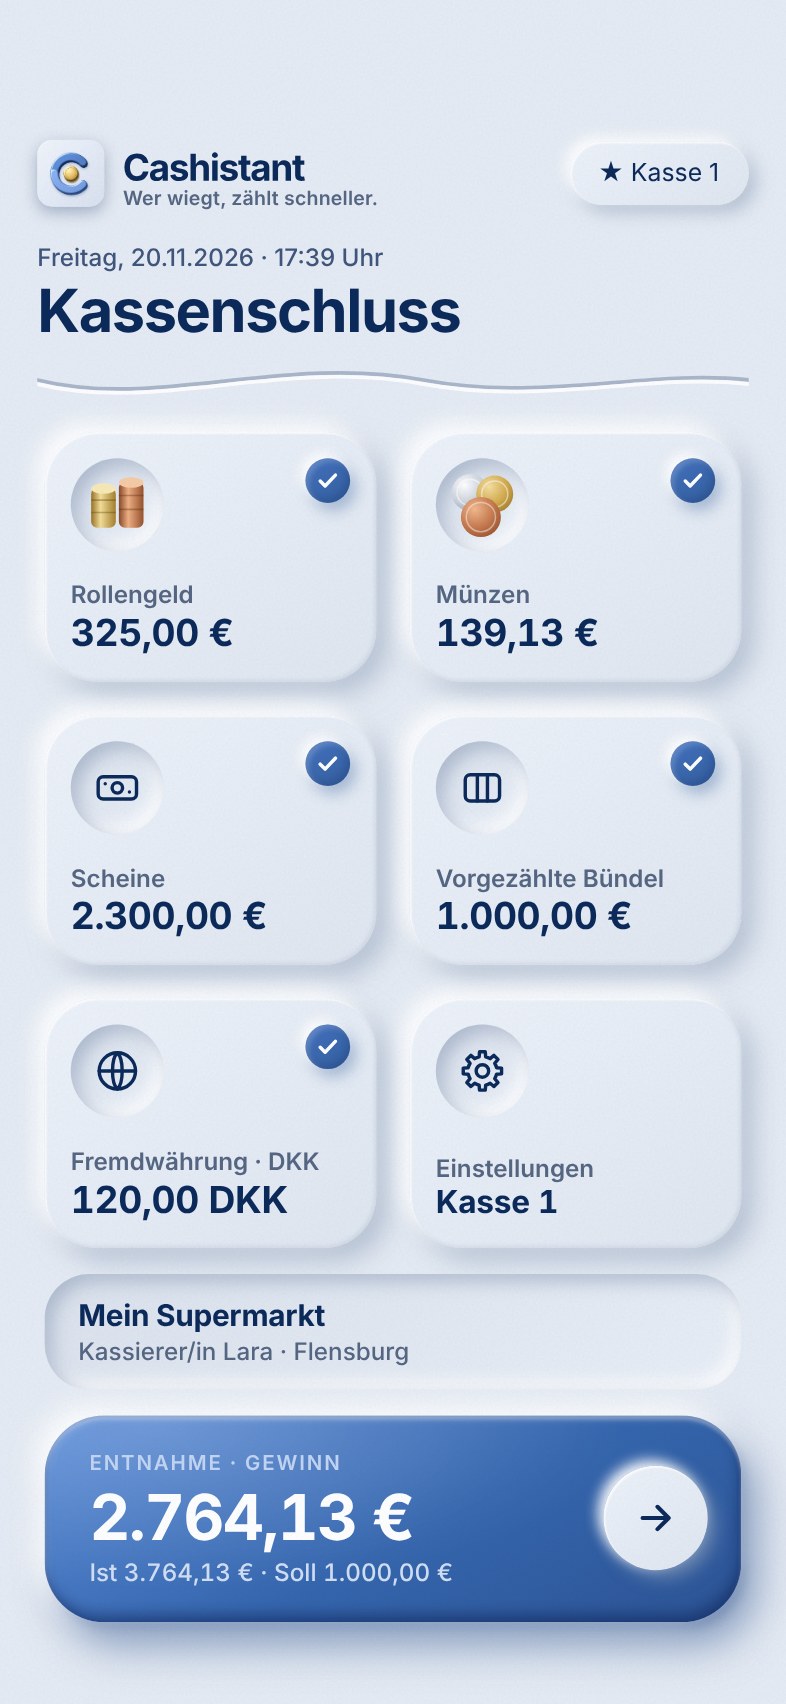 Cashistant
Wer wiegt, zählt schneller.
★ Kasse 1
Freitag, 20.11.2026 · 17:39 Uhr
Kassenschluss
Rollengeld
325,00 €
Münzen
139,13 €
Scheine
2.300,00 €
Vorgezählte Bündel
1.000,00 €
Fremdwährung · DKK
120,00 DKK
Einstellungen
Kasse 1
Mein Supermarkt
Kassierer/in Lara · Flensburg
ENTNAHME · GEWINN
2.764,13 €
Ist 3.764,13 € · Soll 1.000,00 €